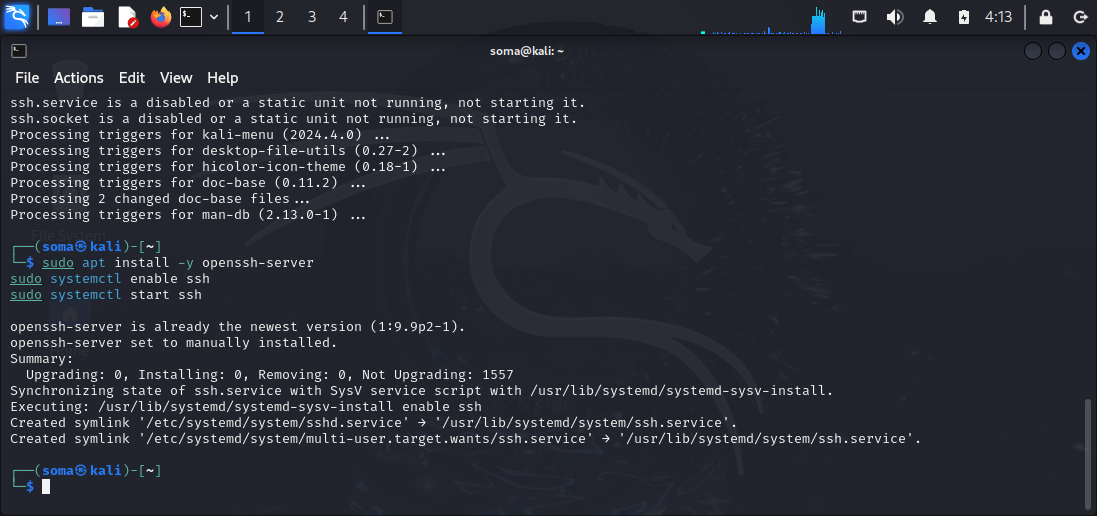 1 2 3 4 4:13
soma@kali: ~
File Actions Edit View Help
ssh.service is a disabled or a static unit not running, not starting it.
ssh.socket is a disabled or a static unit not running, not starting it.
Processing triggers for kali-menu (2024.4.0) ...
Processing triggers for desktop-file-utils (0.27-2) ...
Processing triggers for hicolor-icon-theme (0.18-1) ...
Processing triggers for doc-base (0.11.2) ...
Processing 2 changed doc-base files...
Processing triggers for man-db (2.13.0-1) ...
File System
┌──(soma㉿kali)-[~]
└─$ sudo apt install -y openssh-server
sudo systemctl enable ssh
sudo systemctl start ssh
openssh-server is already the newest version (1:9.9p2-1).
openssh-server set to manually installed.
Summary:
  Upgrading: 0, Installing: 0, Removing: 0, Not Upgrading: 1557
Synchronizing state of ssh.service with SysV service script with /usr/lib/systemd/systemd-sysv-install.
Executing: /usr/lib/systemd/systemd-sysv-install enable ssh
Created symlink '/etc/systemd/system/sshd.service' → '/usr/lib/systemd/system/ssh.service'.
Created symlink '/etc/systemd/system/multi-user.target.wants/ssh.service' → '/usr/lib/systemd/system/ssh.service'.
┌──(soma㉿kali)-[~]
└─$